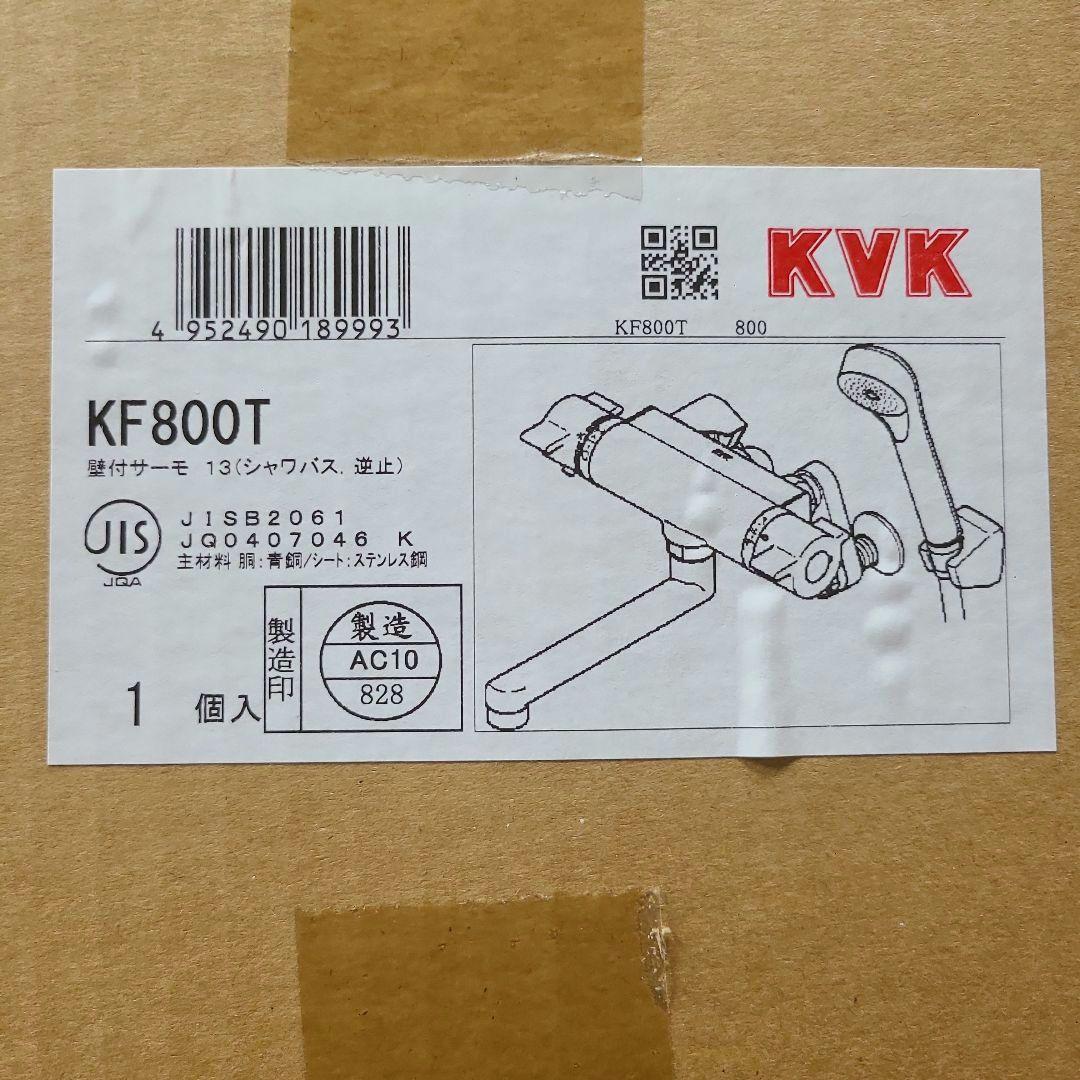 KVK
4 952490 189993
KF800T 800
KF800T
壁付サーモ 13(シャワバス.逆止)
JIS
JQA
JISB2061
JQ0407046 K
主材料 胴:青銅/シート:ステンレス鋼
1 個入
製造印
製造
AC10
828